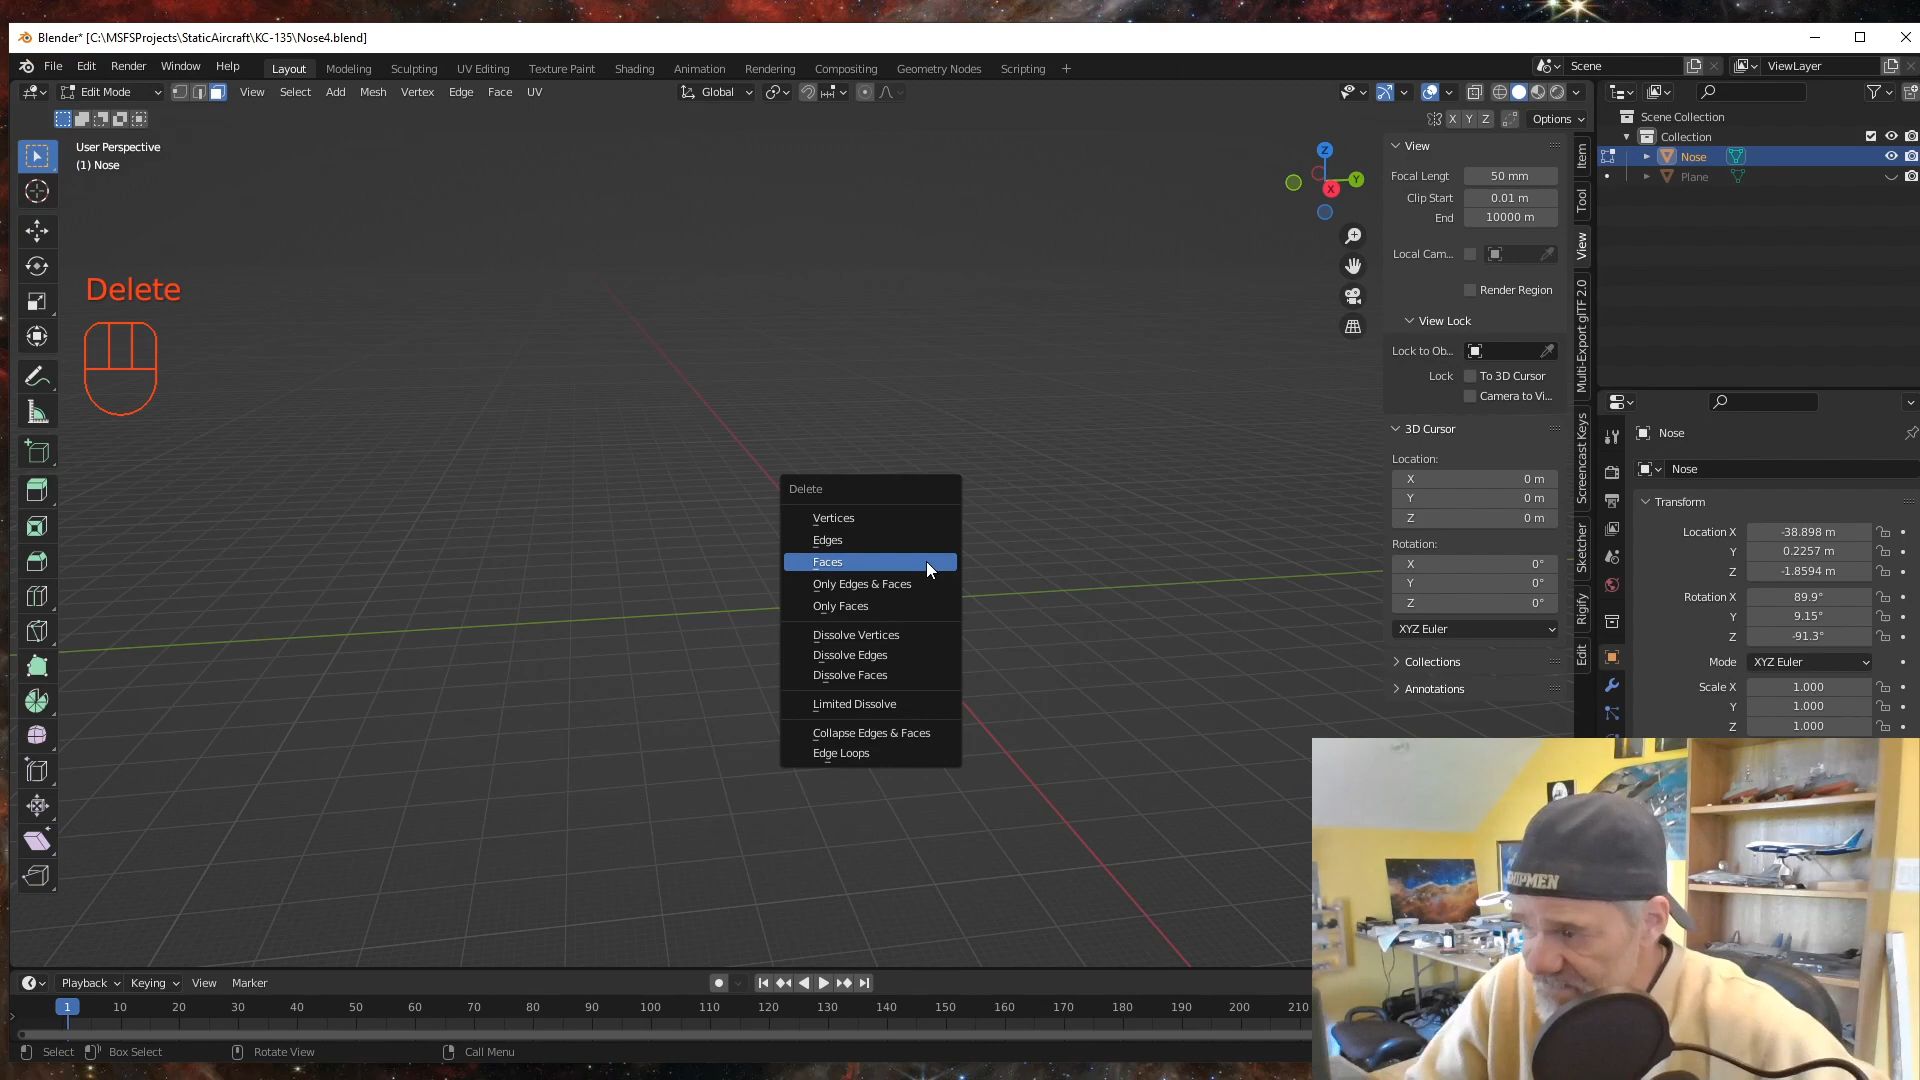 Blender* [C:\MSFSProjects\StaticAircraft\KC-135\Nose4.blend]
File Edit Render Window Help Layout Modeling Sculpting UV Editing Texture Paint Shading Animation Rendering Compositing Geometry Nodes Scripting + Scene ViewLayer
Edit Mode View Select Add Mesh Vertex Edge Face UV Global
X Y Z Options
User Perspective
(1) Nose
Delete
Delete
Vertices
Edges
Faces
Only Edges & Faces
Only Faces
Dissolve Vertices
Dissolve Edges
Dissolve Faces
Limited Dissolve
Collapse Edges & Faces
Edge Loops
Z
Y
X
View
Focal Lengt 50 mm
Clip Start 0.01 m
End 10000 m
Local Cam...
Render Region
View Lock
Lock to Ob...
Lock To 3D Cursor
Camera to Vi...
3D Cursor
Location:
X 0 m
Y 0 m
Z 0 m
Rotation:
X 0°
Y 0°
Z 0°
XYZ Euler
Collections
Annotations
Item
Tool
View
Multi-Export glTF 2.0
Screencast Keys
Sketcher
Rigify
Edit
Scene Collection
Collection
Nose
Plane
Nose
Nose
Transform
Location X -38.898 m
Y 0.2257 m
Z -1.8594 m
Rotation X 89.9°
Y 9.15°
Z -91.3°
Mode XYZ Euler
Scale X 1.000
Y 1.000
Z 1.000
Playback Keying View Marker
1 10 20 30 40 50 60 70 80 90 100 110 120 130 140 150 160 170 180 190 200 210
Select Box Select Rotate View Call Menu